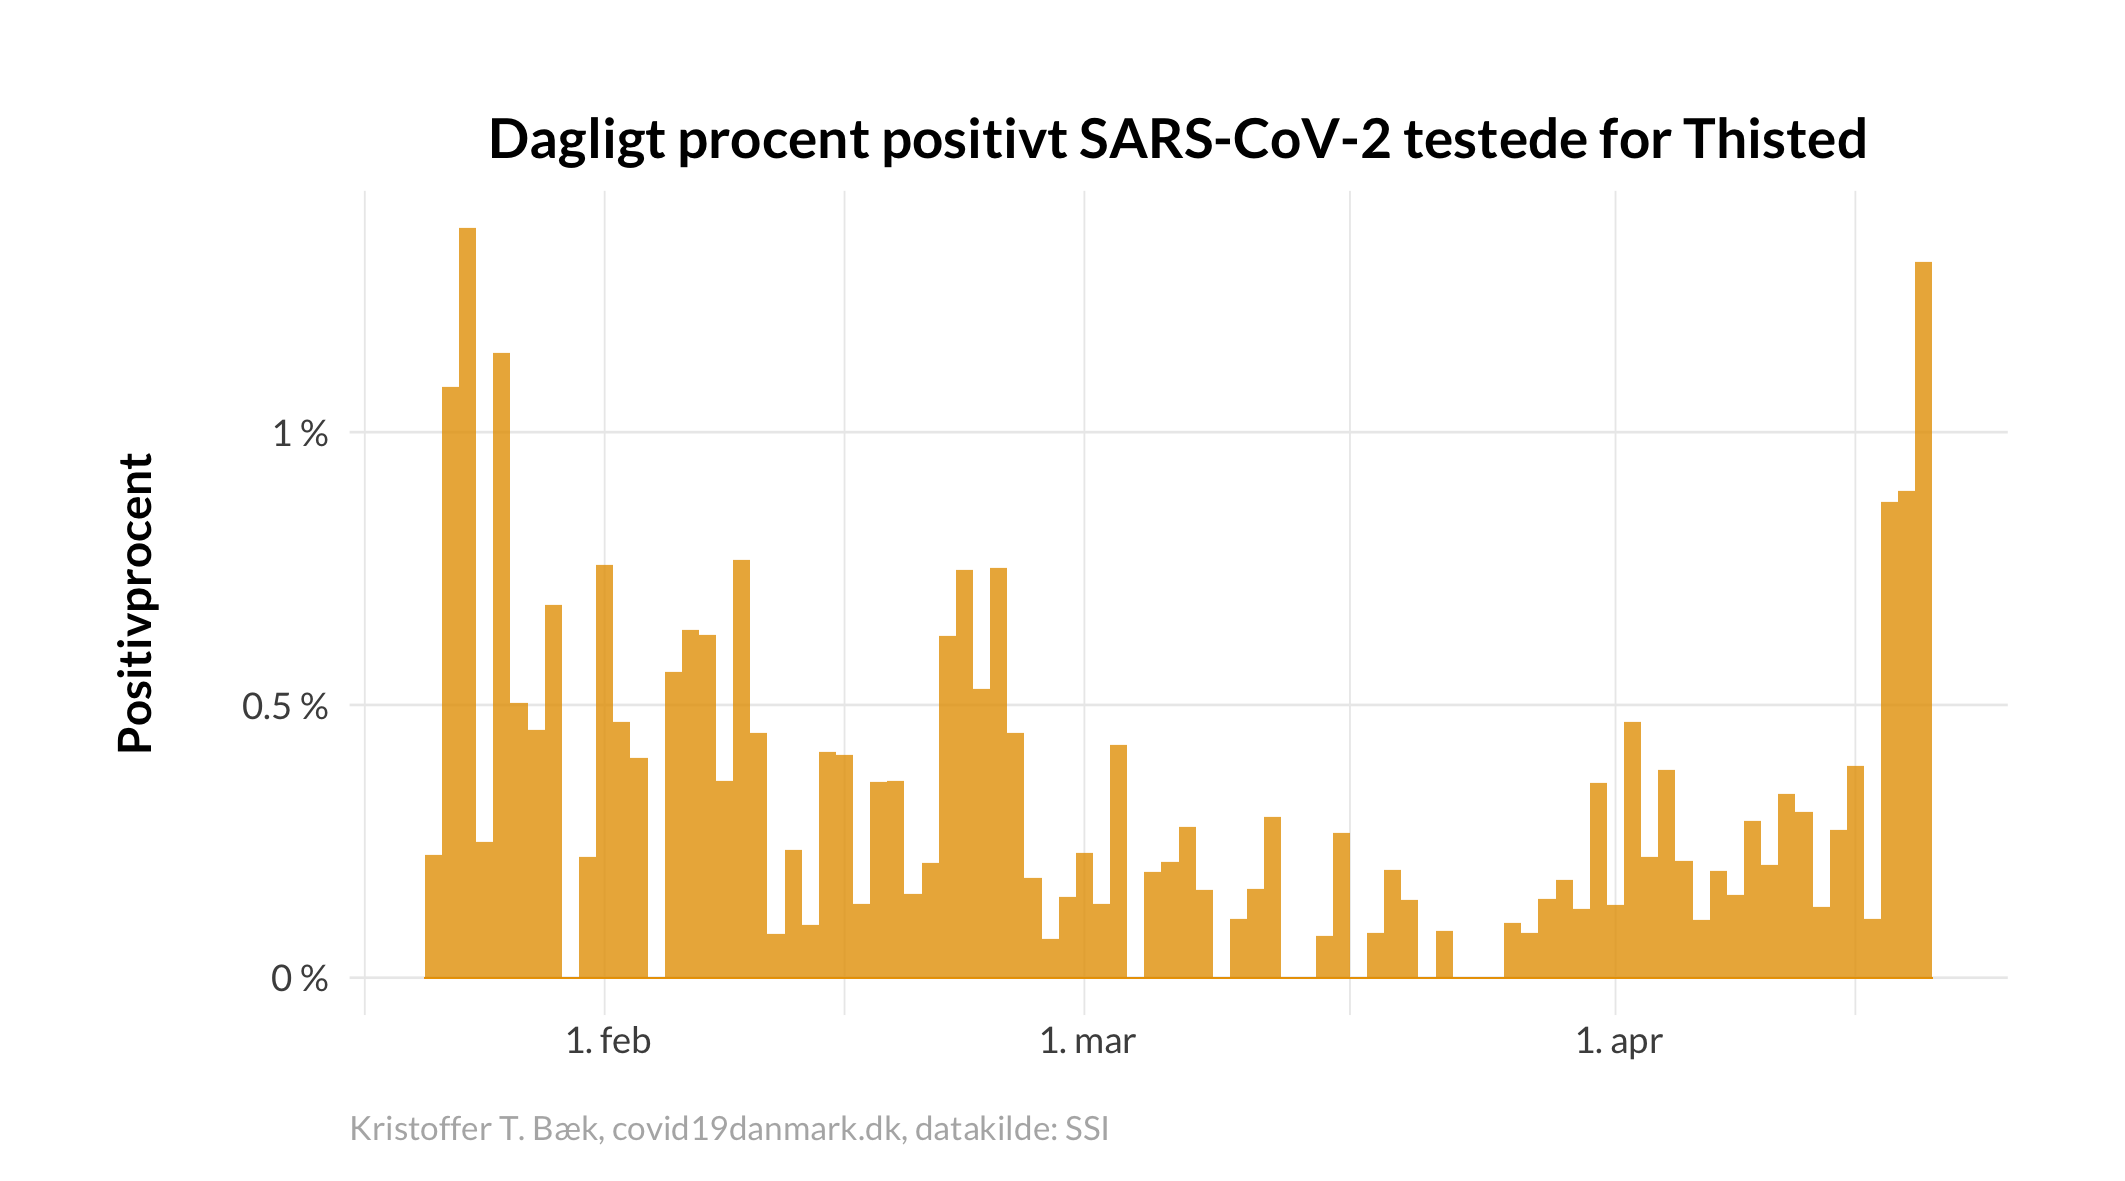 Dagligt procent positivt SARS-CoV-2 testede for Thisted
Positivprocent
1 %
0.5 %
0 %
1. feb
1. mar
1. apr
Kristoffer T. Bæk, covid19danmark.dk, datakilde: SSI